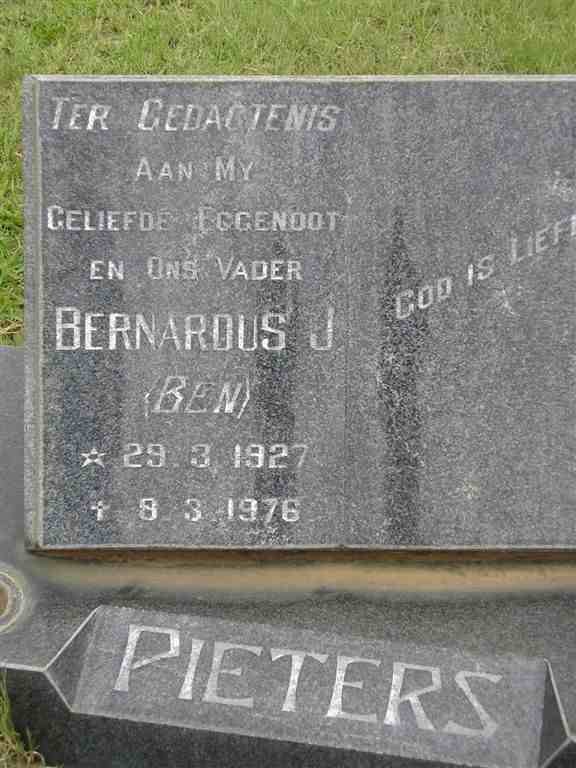 TER GEDAGTENIS
AAN MY
GELIEFDE EGGENOOT
EN ONS VADER
BERNARDUS J
(BEN)
29.3.1927
8.3.1976
GOD IS LIEF
PIETERS